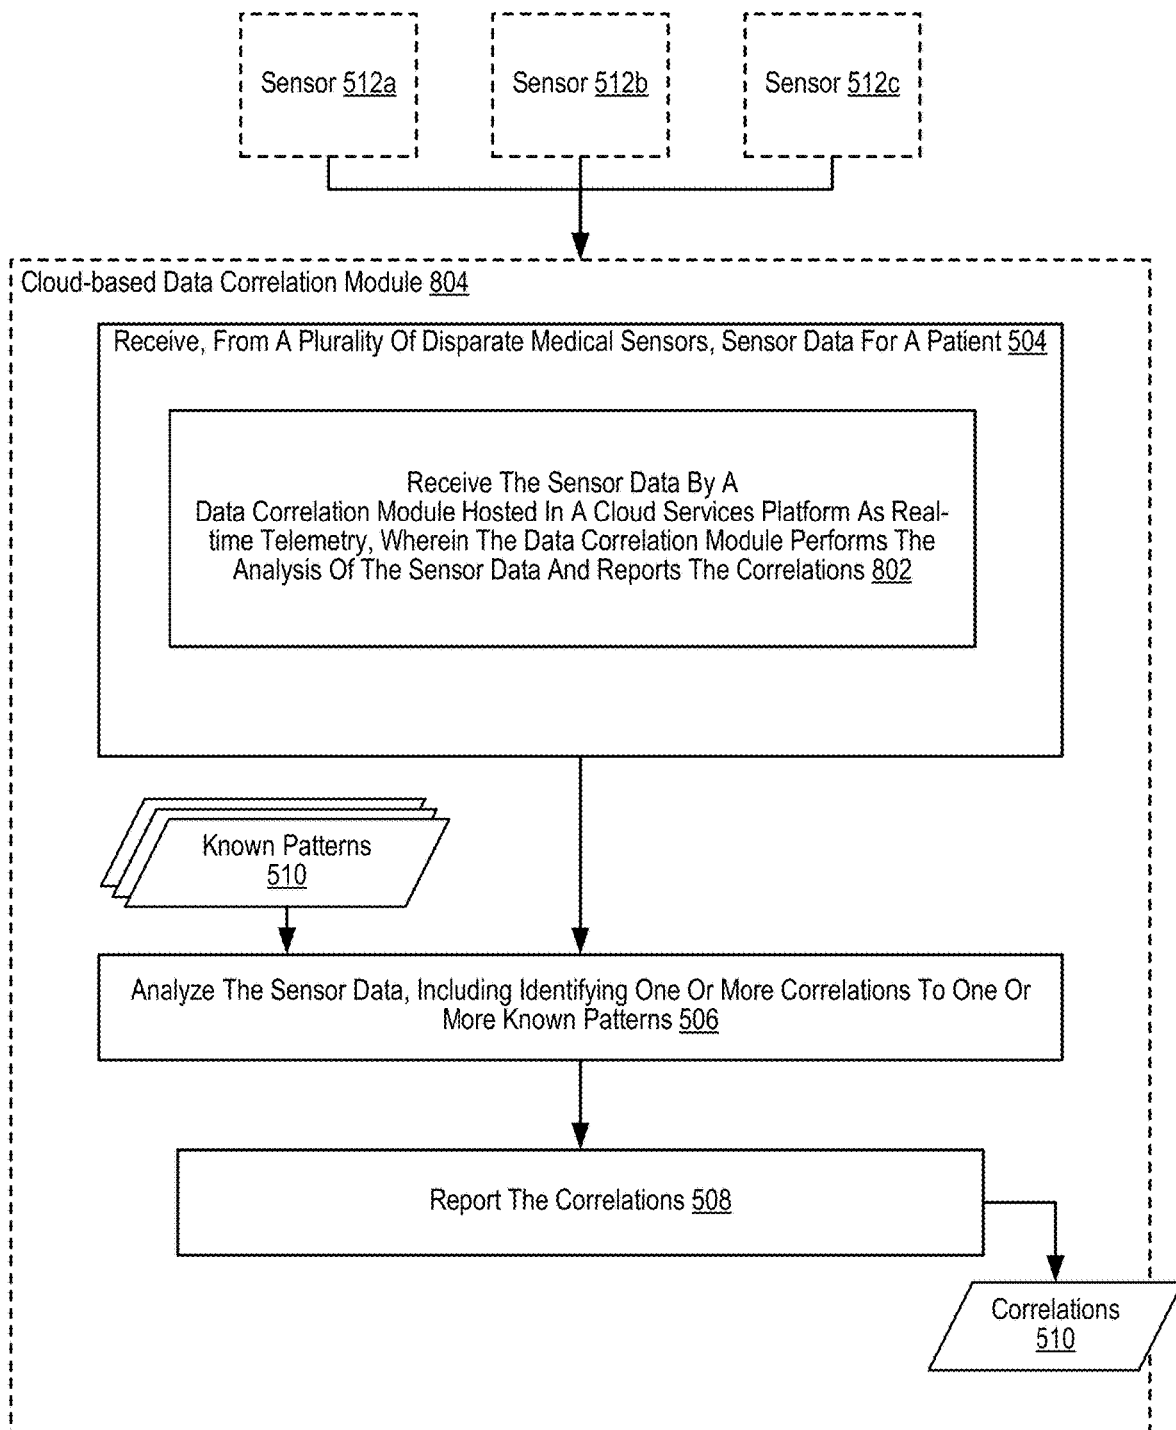 Sensor 512a
Sensor 512b
Sensor 512c
Cloud-based Data Correlation Module 804
Receive, From A Plurality Of Disparate Medical Sensors, Sensor Data For A Patient 504
Receive The Sensor Data By A
Data Correlation Module Hosted In A Cloud Services Platform As Real-
time Telemetry, Wherein The Data Correlation Module Performs The
Analysis Of The Sensor Data And Reports The Correlations 802
Known Patterns
510
Analyze The Sensor Data, Including Identifying One Or More Correlations To One Or
More Known Patterns 506
Report The Correlations 508
Correlations
510